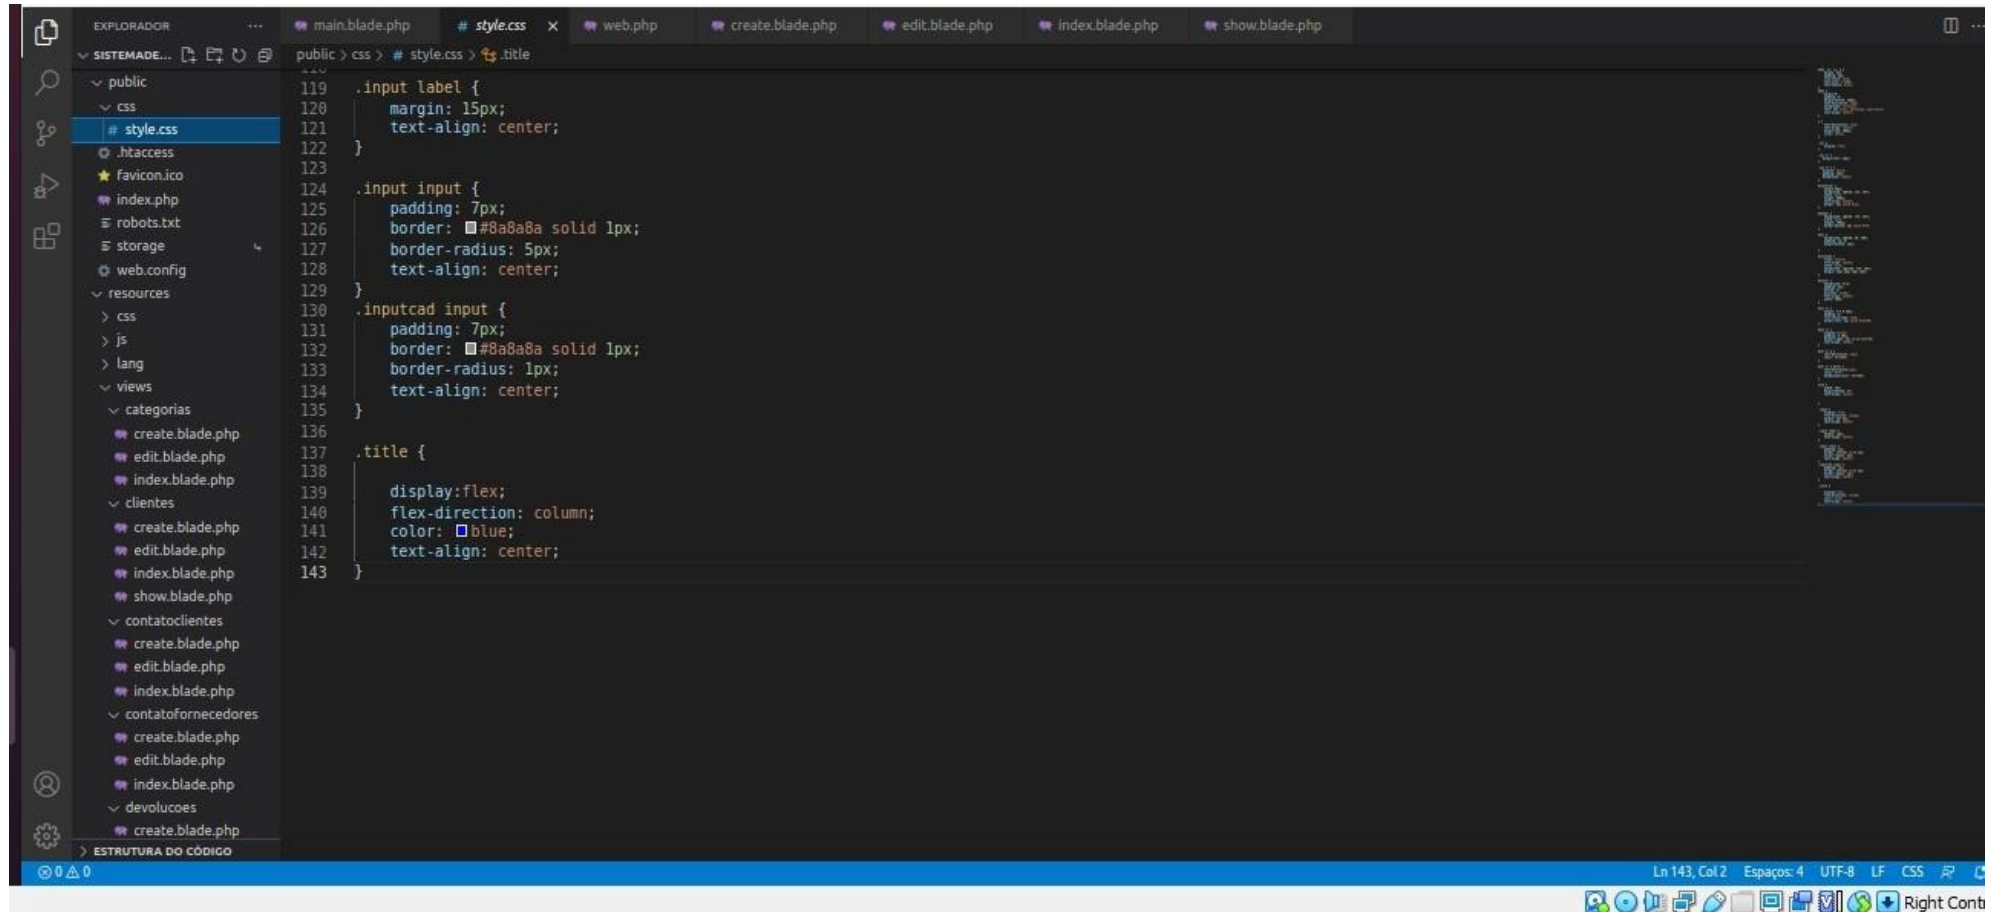 EXPLORADOR ···
main.blade.php
# style.css
web.php
create.blade.php
edit.blade.php
index.blade.php
show.blade.php
SISTEMADE...
public > css > # style.css > .title
public
css
# style.css
.htaccess
favicon.ico
index.php
robots.txt
storage
web.config
resources
css
js
lang
views
categorias
create.blade.php
edit.blade.php
index.blade.php
clientes
create.blade.php
edit.blade.php
index.blade.php
show.blade.php
contatoclientes
create.blade.php
edit.blade.php
index.blade.php
contatofornecedores
create.blade.php
edit.blade.php
index.blade.php
devolucoes
create.blade.php
ESTRUTURA DO CÓDIGO
119 .input label {
120 margin: 15px;
121 text-align: center;
122 }
123
124 .input input {
125 padding: 7px;
126 border: #8a8a8a solid 1px;
127 border-radius: 5px;
128 text-align: center;
129 }
130 .inputcad input {
131 padding: 7px;
132 border: #8a8a8a solid 1px;
133 border-radius: 1px;
134 text-align: center;
135 }
136
137 .title {
138
139 display:flex;
140 flex-direction: column;
141 color: blue;
142 text-align: center;
143 }
0 0
Ln 143, Col 2 Espaços: 4 UTF-8 LF CSS
Right Cont